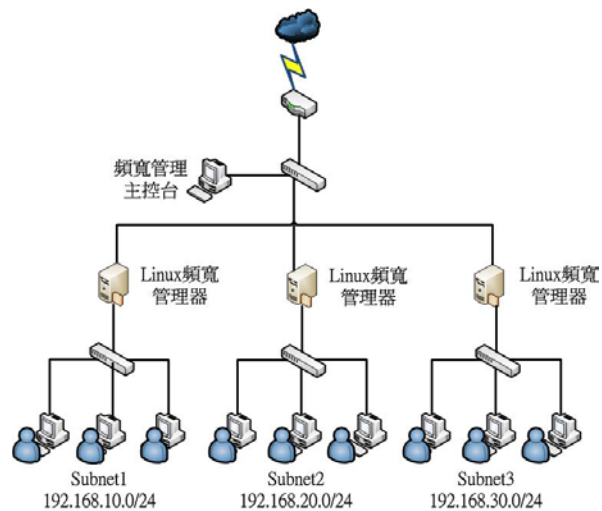 頻寬管理
主控台
Linux頻寬
管理器
Linux頻寬
管理器
Linux頻寬
管理器
Subnet1
192.168.10.0/24
Subnet2
192.168.20.0/24
Subnet3
192.168.30.0/24